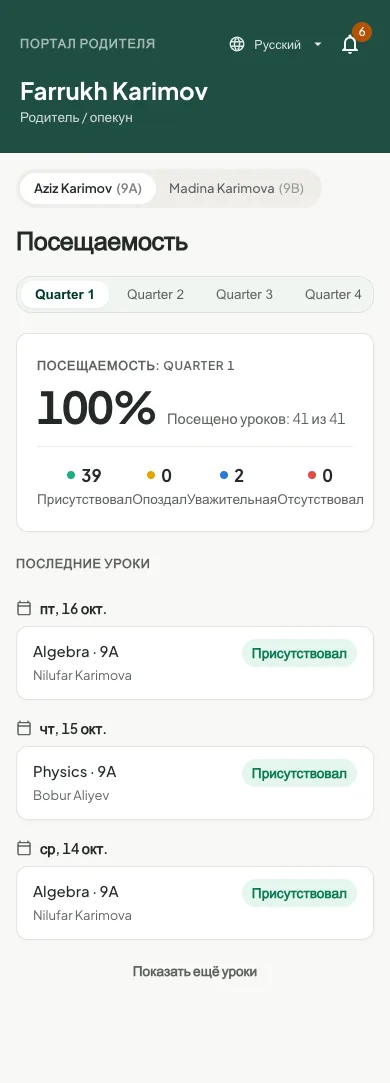 ПОРТАЛ РОДИТЕЛЯ
Русский
6
Farrukh Karimov
Родитель / опекун
Aziz Karimov (9A) Madina Karimova (9B)
Посещаемость
Quarter 1 Quarter 2 Quarter 3 Quarter 4
ПОСЕЩАЕМОСТЬ: QUARTER 1
100% Посещено уроков: 41 из 41
39 0 2 0
Присутствовал Опоздал Уважительная Отсутствовал
ПОСЛЕДНИЕ УРОКИ
пт, 16 окт.
Algebra · 9A Присутствовал
Nilufar Karimova
чт, 15 окт.
Physics · 9A Присутствовал
Bobur Aliyev
ср, 14 окт.
Algebra · 9A Присутствовал
Nilufar Karimova
Показать ещё уроки